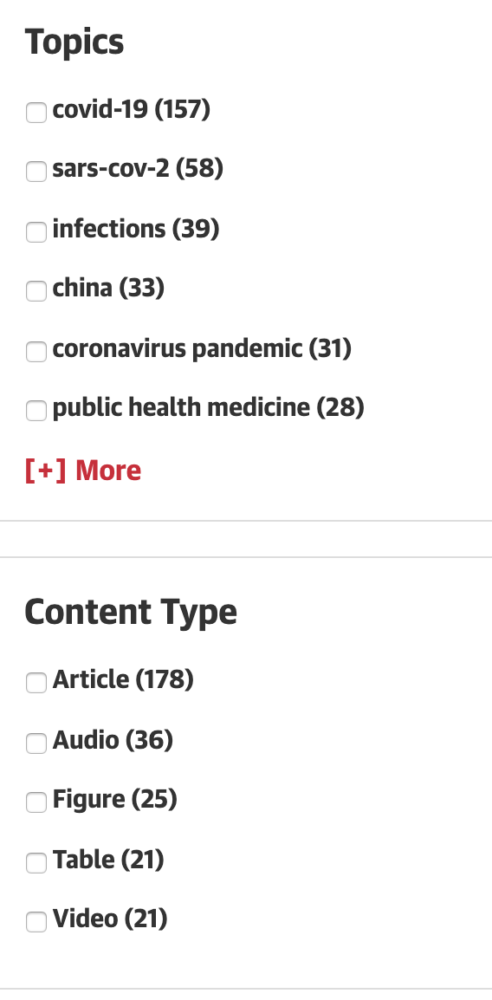 Topics
covid-19 (157)
sars-cov-2 (58)
infections (39)
china (33)
coronavirus pandemic (31)
public health medicine (28)
[+] More
Content Type
Article (178)
Audio (36)
Figure (25)
Table (21)
Video (21)